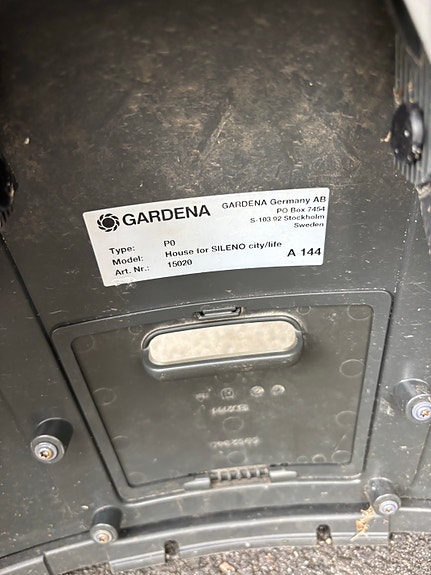 GARDENA
GARDENA Germany AB
PO Box 7454
S-103 92 Stockholm
Sweden
Type: P0
Model: House for SILENO city/life
Art. Nr.: 15020
A 144